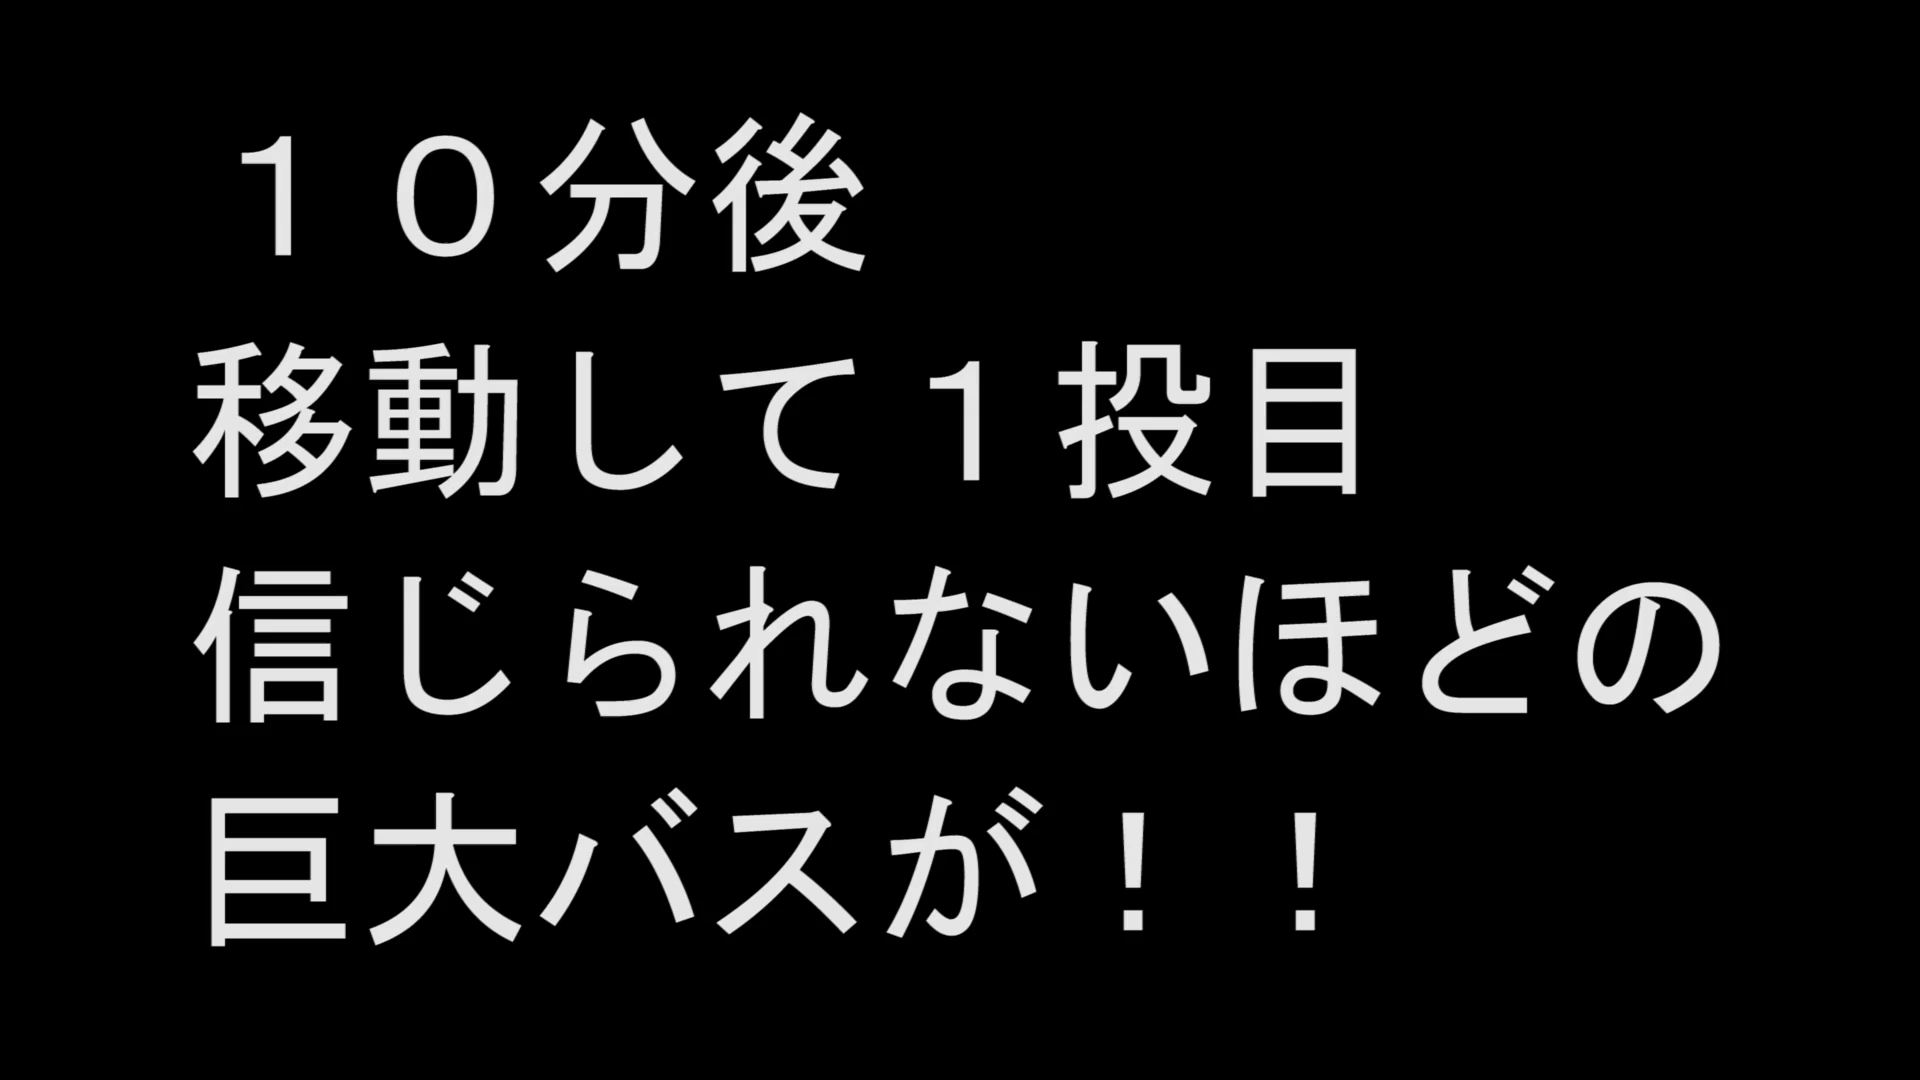 １０分後
移動して１投目
信じられないほどの
巨大バスが！！